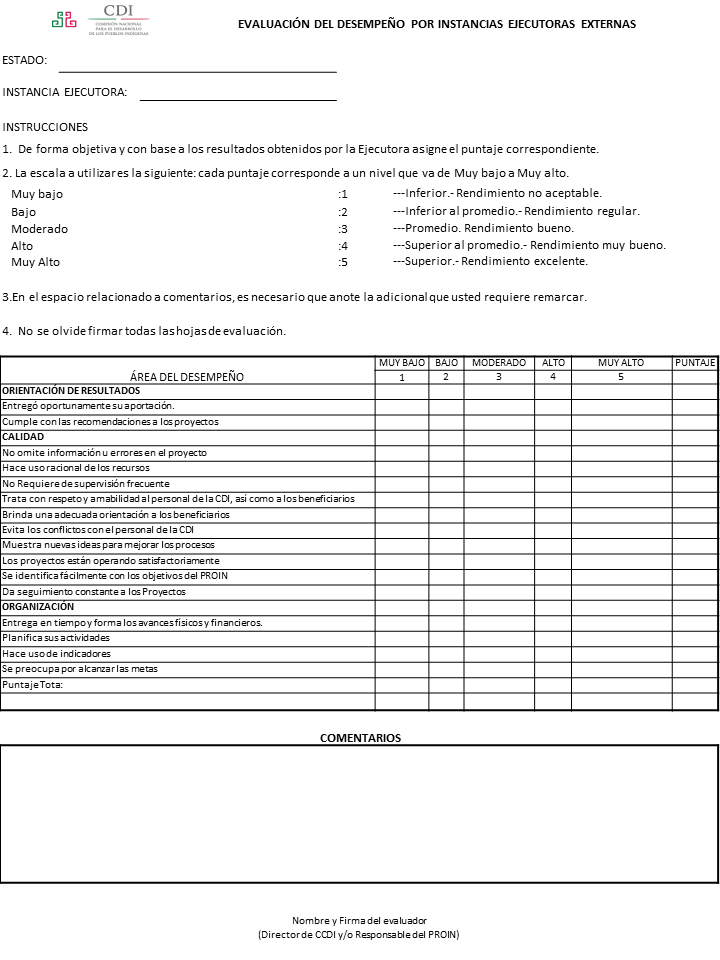 CDI
COMISIÓN NACIONAL
PARA EL DESARROLLO
DE LOS PUEBLOS INDÍGENAS
EVALUACIÓN DEL DESEMPEÑO POR INSTANCIAS EJECUTORAS EXTERNAS
ESTADO:
INSTANCIA EJECUTORA:
INSTRUCCIONES
1. De forma objetiva y con base a los resultados obtenidos por la Ejecutora asigne el puntaje correspondiente.
2. La escala a utilizar es la siguiente: cada puntaje corresponde a un nivel que va de Muy bajo a Muy alto.
Muy bajo :1 ---Inferior.- Rendimiento no aceptable.
Bajo :2 ---Inferior al promedio.- Rendimiento regular.
Moderado :3 ---Promedio. Rendimiento bueno.
Alto :4 ---Superior al promedio.- Rendimiento muy bueno.
Muy Alto :5 ---Superior.- Rendimiento excelente.
3.En el espacio relacionado a comentarios, es necesario que anote la adicional que usted requiere remarcar.
4. No se olvide firmar todas las hojas de evaluación.
MUY BAJO BAJO MODERADO ALTO MUY ALTO PUNTAJE
ÁREA DEL DESEMPEÑO 1 2 3 4 5
ORIENTACIÓN DE RESULTADOS
Entregó oportunamente su aportación.
Cumple con las recomendaciones a los proyectos
CALIDAD
No omite información u errores en el proyecto
Hace uso racional de los recursos
No Requiere de supervisión frecuente
Trata con respeto y amabilidad al personal de la CDI, así como a los beneficiarios
Brinda una adecuada orientación a los beneficiarios
Evita los conflictos con el personal de la CDI
Muestra nuevas ideas para mejorar los procesos
Los proyectos están operando satisfactoriamente
Se identifica fácilmente con los objetivos del PROIN
Da seguimiento constante a los Proyectos
ORGANIZACIÓN
Entrega en tiempo y forma los avances físicos y financieros.
Planifica sus actividades
Hace uso de indicadores
Se preocupa por alcanzar las metas
Puntaje Tota:
COMENTARIOS
Nombre y Firma del evaluador
(Director de CCDI y/o Responsable del PROIN)